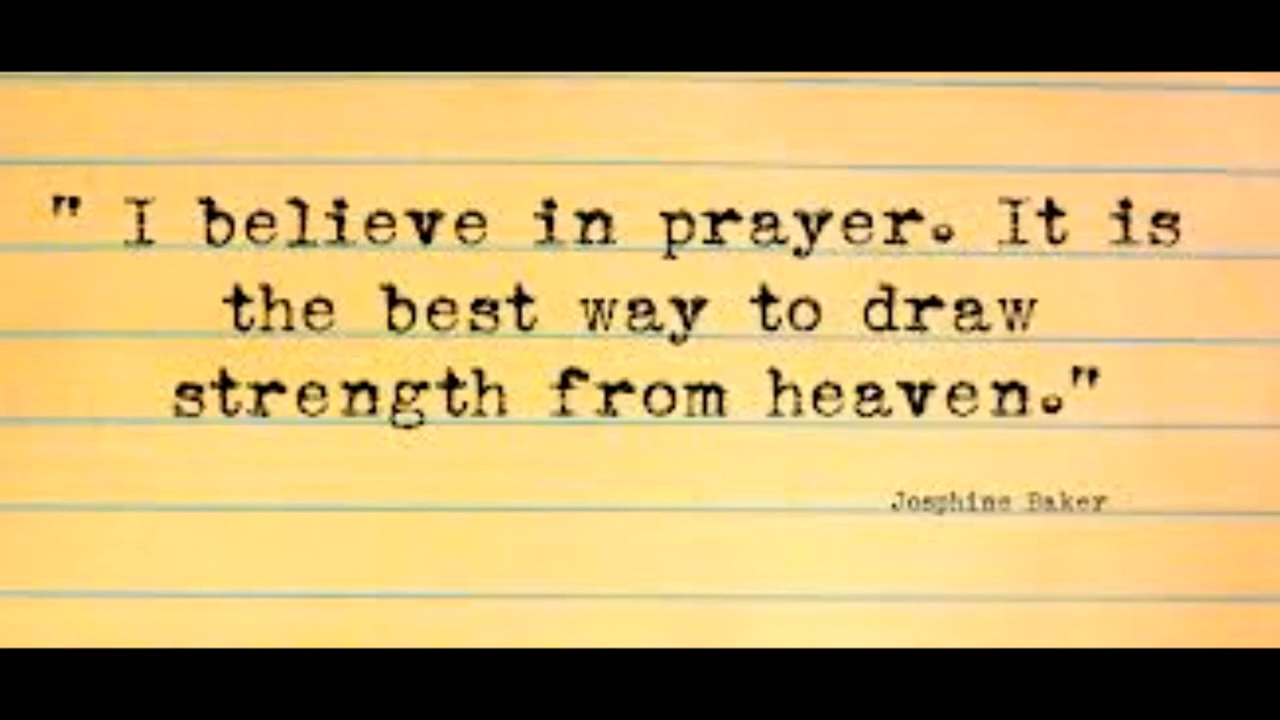 " I believe in prayer. It is
the best way to draw
strength from heaven."
Josphine Baker